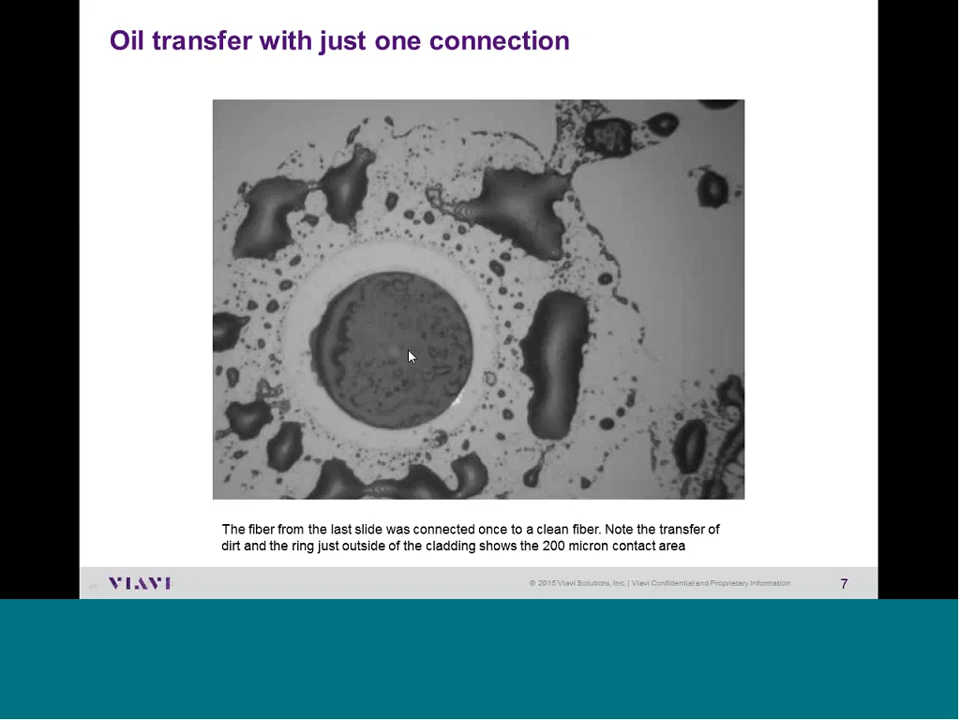 Oil transfer with just one connection
The fiber from the last slide was connected once to a clean fiber. Note the transfer of
dirt and the ring just outside of the cladding shows the 200 micron contact area
VIAVI
© 2015 Viavi Solutions, Inc. | Viavi Confidential and Proprietary Information
7